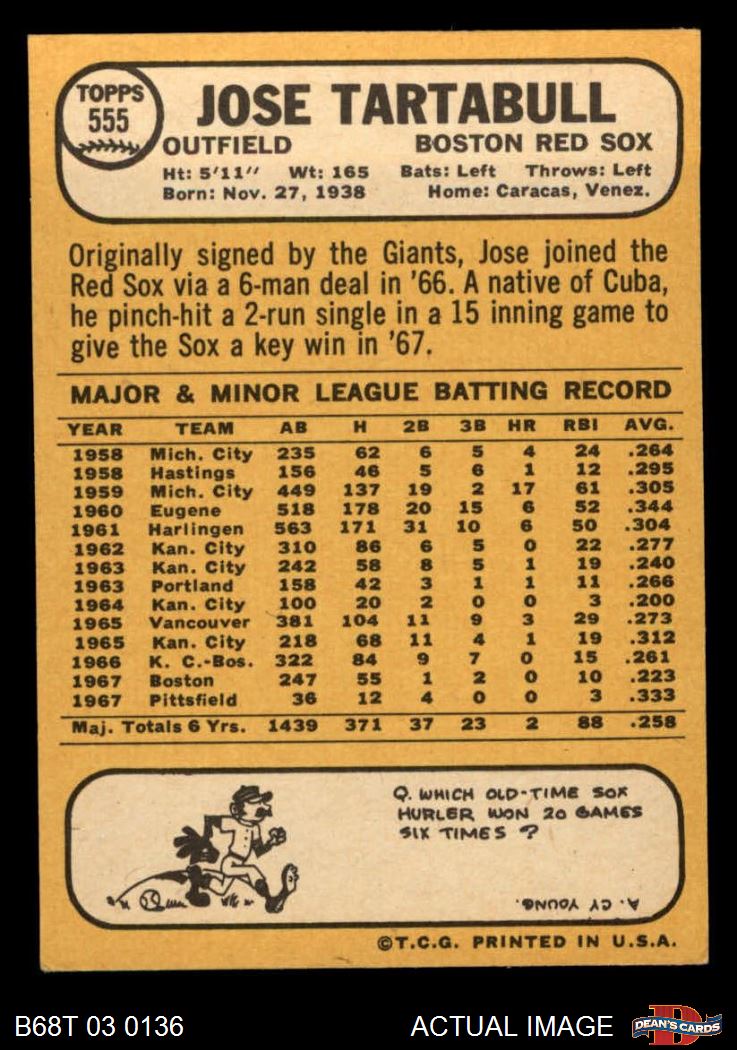 TOPPS
555
JOSE TARTABULL
OUTFIELD BOSTON RED SOX
Ht: 5'11" Wt: 165 Bats: Left Throws: Left
Born: Nov. 27, 1938 Home: Caracas, Venez.
Originally signed by the Giants, Jose joined the
Red Sox via a 6-man deal in '66. A native of Cuba,
he pinch-hit a 2-run single in a 15 inning game to
give the Sox a key win in '67.
MAJOR & MINOR LEAGUE BATTING RECORD
YEAR TEAM AB H 2B 3B HR RBI AVG.
1958 Mich. City 235 62 6 5 4 24 .264
1958 Hastings 156 46 5 6 1 12 .295
1959 Mich. City 449 137 19 2 17 61 .305
1960 Eugene 518 178 20 15 6 52 .344
1961 Harlingen 563 171 31 10 6 50 .304
1962 Kan. City 310 86 6 5 0 22 .277
1963 Kan. City 242 58 8 5 1 19 .240
1963 Portland 158 42 3 1 1 11 .266
1964 Kan. City 100 20 2 0 0 3 .200
1965 Vancouver 381 104 11 9 3 29 .273
1965 Kan. City 218 68 11 4 1 19 .312
1966 K. C.-Bos. 322 84 9 7 0 15 .261
1967 Boston 247 55 1 2 0 10 .223
1967 Pittsfield 36 12 4 0 0 3 .333
Maj. Totals 6 Yrs. 1439 371 37 23 2 88 .258
Q. WHICH OLD-TIME SOX
HURLER WON 20 GAMES
SIX TIMES ?
A. CY YOUNG.
©T.C.G. PRINTED IN U.S.A.
B68T 03 0136 ACTUAL IMAGE DEAN'S CARDS